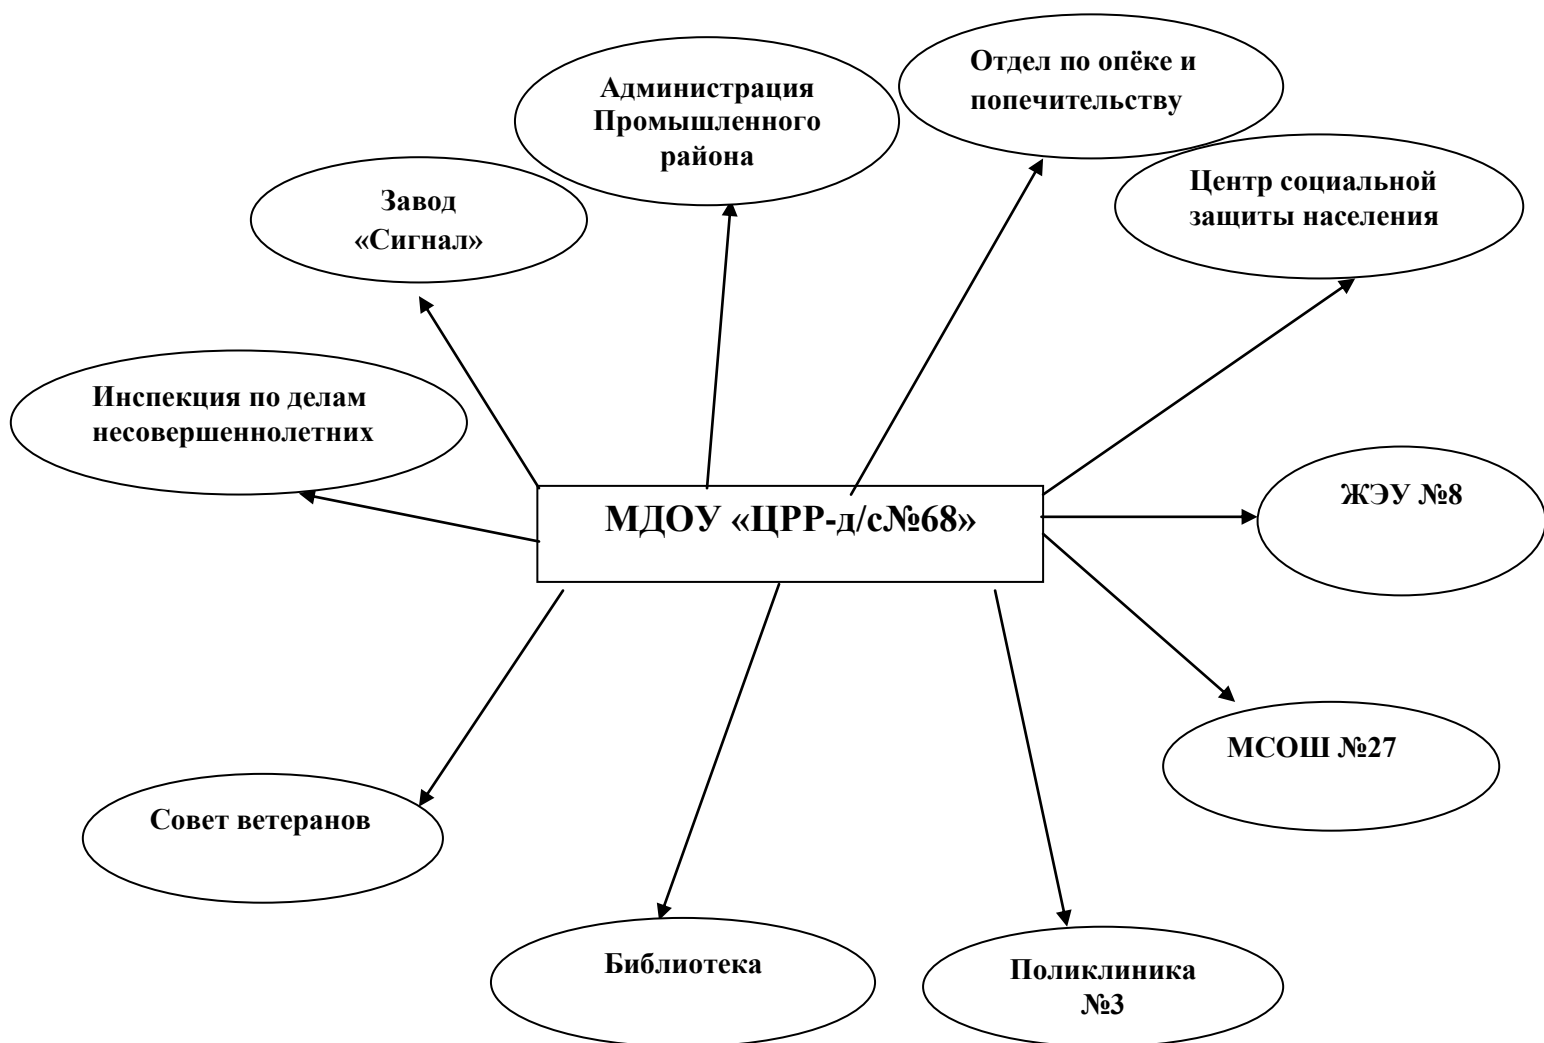 Отдел по опёке и
попечительству
Администрация
Промышленного
района
Центр социальной
защиты населения
Завод
«Сигнал»
Инспекция по делам
несовершеннолетних
ЖЭУ №8
МДОУ «ЦРР-д/с№68»
МСОШ №27
Совет ветеранов
Библиотека
Поликлиника
№3